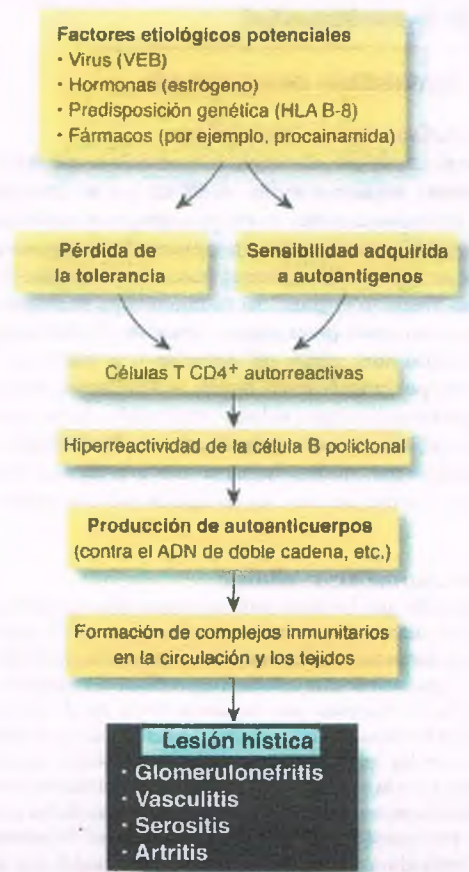 Factores etiológicos potenciales
· Virus (VEB)
· Hormonas (estrógeno)
· Predisposición genética (HLA B-8)
· Fármacos (por ejemplo, procainamida)
Pérdida de
la tolerancia
Sensibilidad adquirida
a autoantígenos
Células T CD4+ autorreactivas
Hiperreactividad de la célula B policlonal
Producción de autoanticuerpos
(contra el ADN de doble cadena, etc.)
Formación de complejos inmunitarios
en la circulación y los tejidos
Lesión hística
· Glomerulonefritis
· Vasculitis
· Serositis
· Artritis